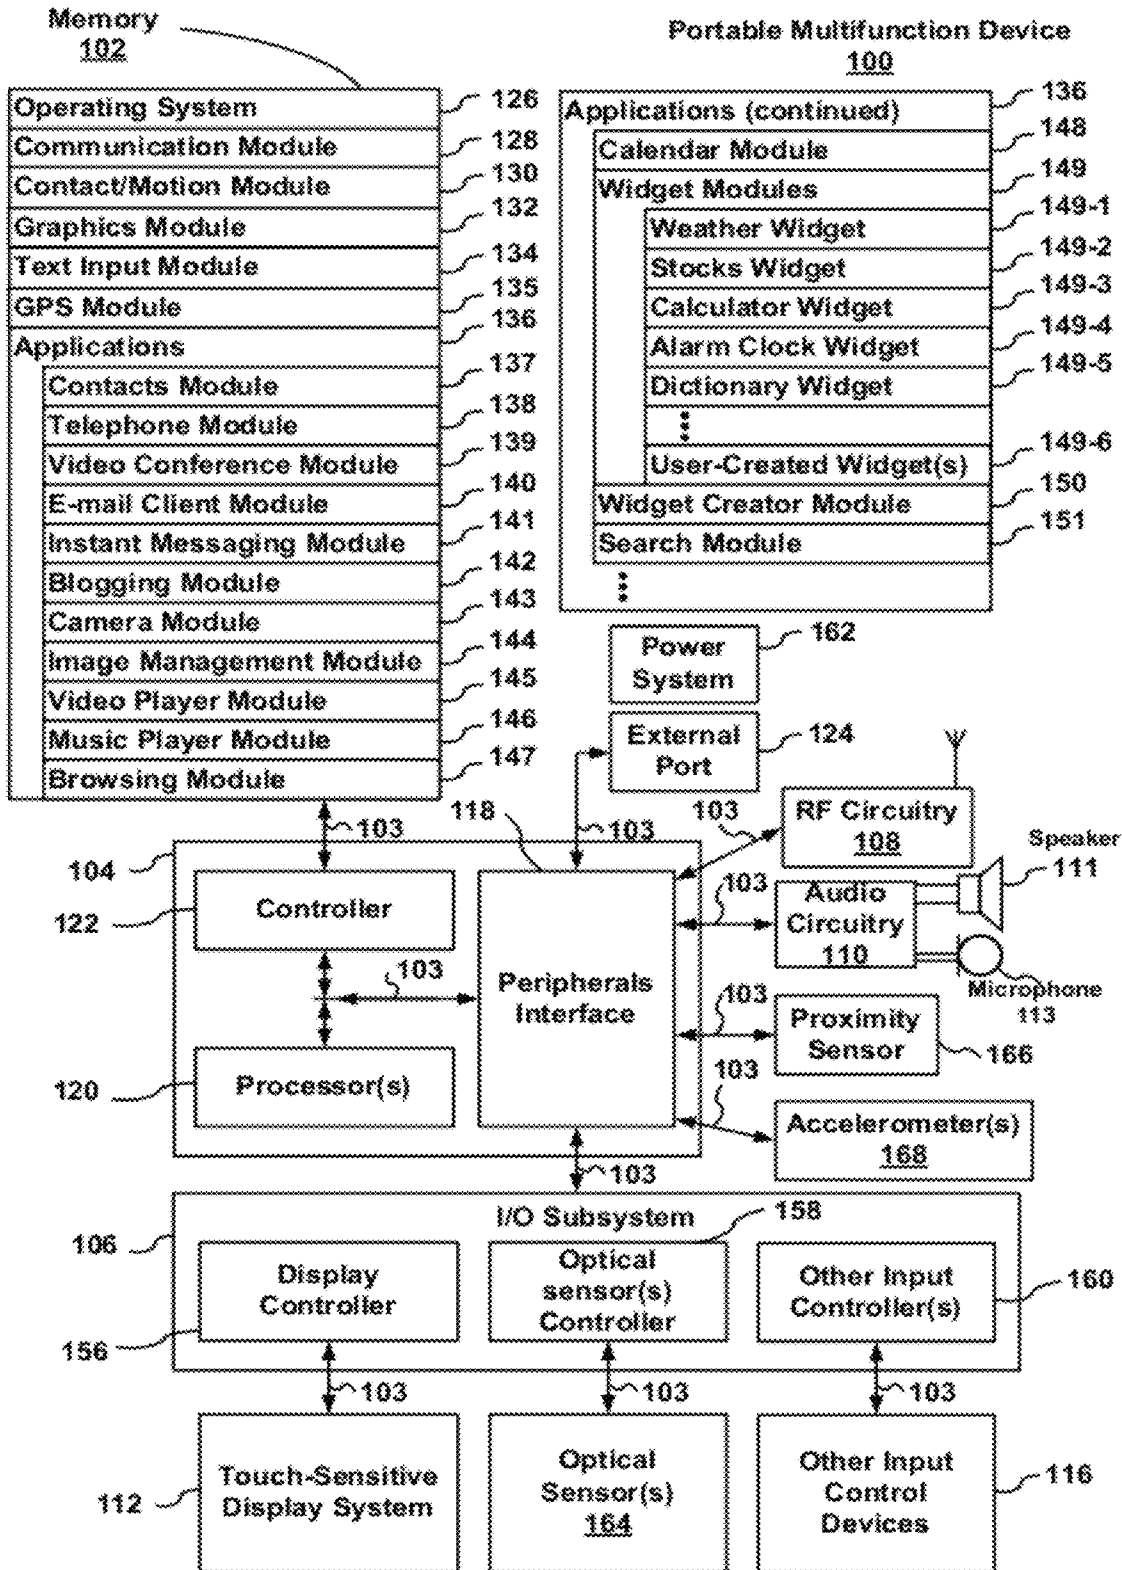 Memory
102
Portable Multifunction Device
100
Operating System
126
Communication Module
128
Contact/Motion Module
130
Graphics Module
132
Text Input Module
134
GPS Module
135
Applications
136
Contacts Module
137
Telephone Module
138
Video Conference Module
139
E-mail Client Module
140
Instant Messaging Module
141
Blogging Module
142
Camera Module
143
Image Management Module
144
Video Player Module
145
Music Player Module
146
Browsing Module
147
Applications (continued)
136
Calendar Module
148
Widget Modules
149
Weather Widget
149-1
Stocks Widget
149-2
Calculator Widget
149-3
Alarm Clock Widget
149-4
Dictionary Widget
149-5
User-Created Widget(s)
149-6
Widget Creator Module
150
Search Module
151
Power
System
162
External
Port
124
103
118
103
103
RF Circuitry
108
Speaker
111
104
122
Controller
103
Audio
Circuitry
110
103
Peripherals
Interface
Microphone
113
103
Proximity
Sensor
166
120
Processor(s)
103
Accelerometer(s)
168
103
I/O Subsystem
158
106
Display
Controller
Optical
sensor(s)
Controller
Other Input
Controller(s)
160
156
103
103
103
112
Touch-Sensitive
Display System
Optical
Sensor(s)
164
Other Input
Control
Devices
116